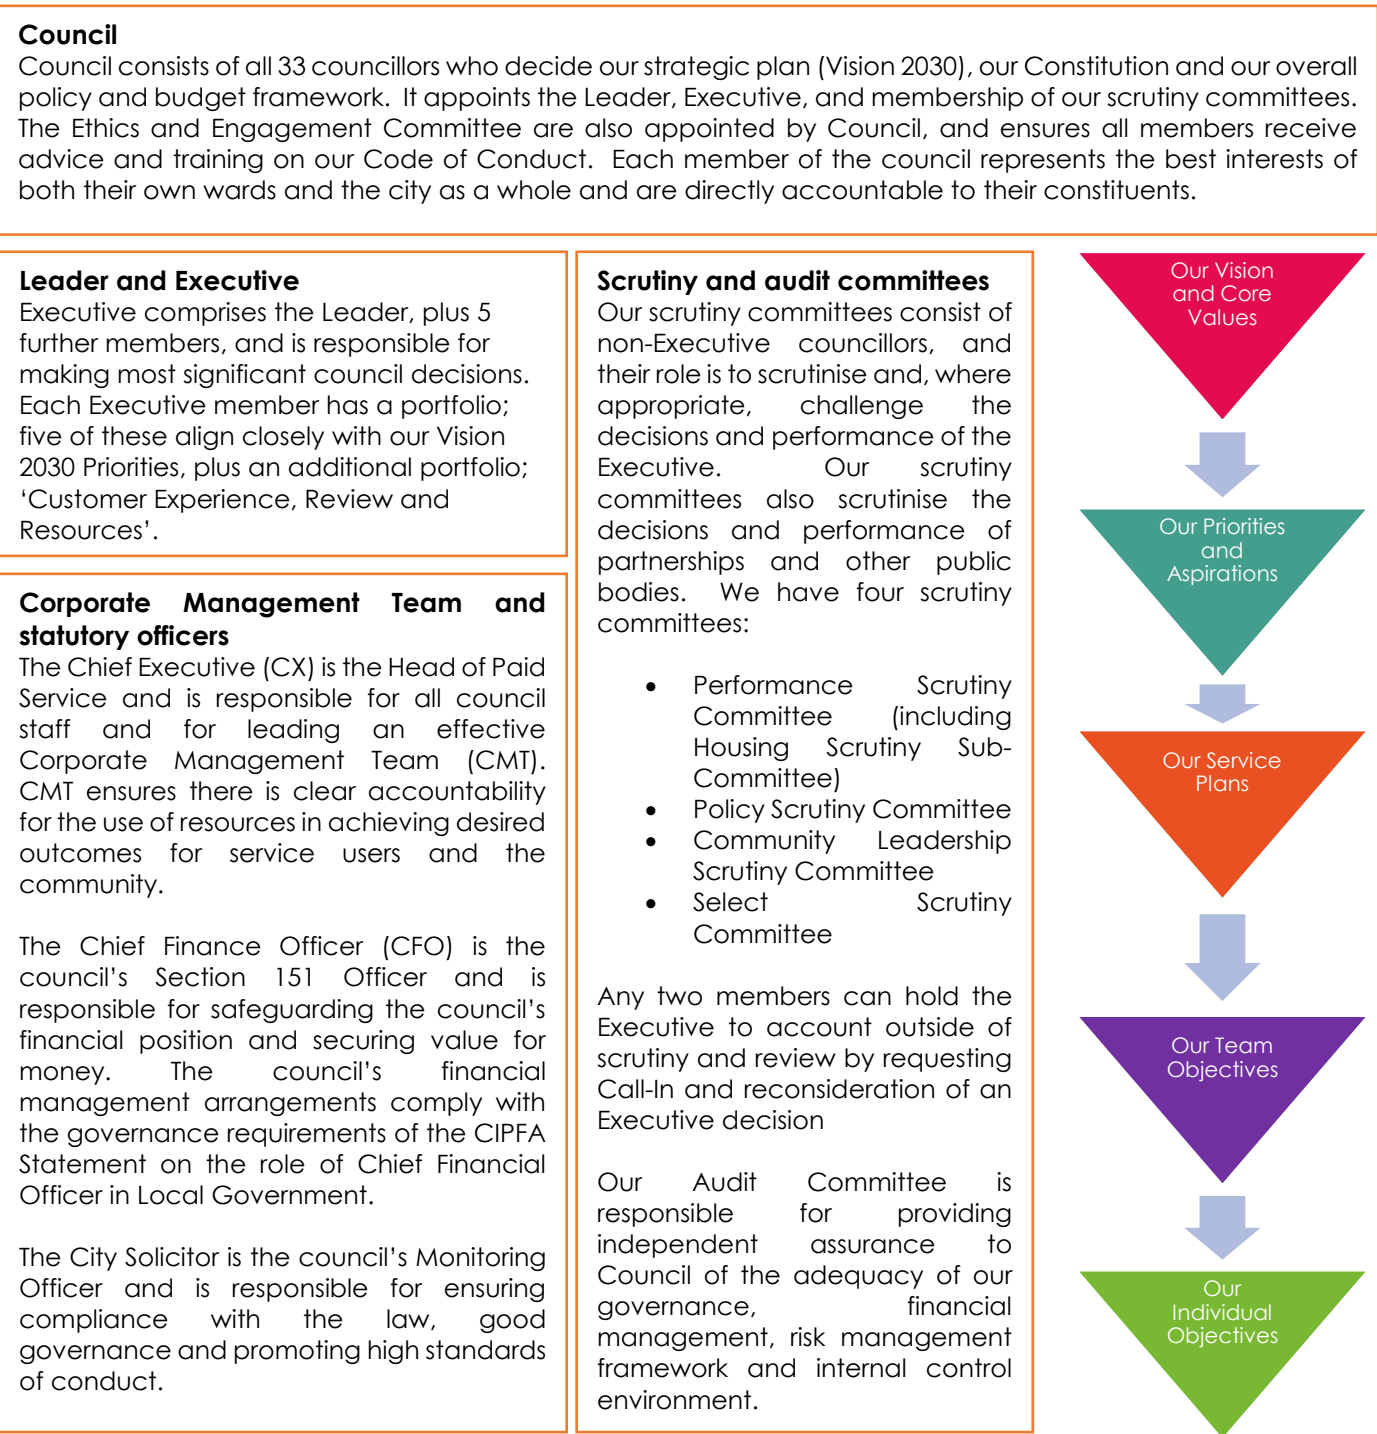 Council
Council consists of all 33 councillors who decide our strategic plan (Vision 2030), our Constitution and our overall
policy and budget framework. It appoints the Leader, Executive, and membership of our scrutiny committees.
The Ethics and Engagement Committee are also appointed by Council, and ensures all members receive
advice and training on our Code of Conduct. Each member of the council represents the best interests of
both their own wards and the city as a whole and are directly accountable to their constituents.
Leader and Executive
Executive comprises the Leader, plus 5
further members, and is responsible for
making most significant council decisions.
Each Executive member has a portfolio;
five of these align closely with our Vision
2030 Priorities, plus an additional portfolio;
‘Customer Experience, Review and
Resources’.
Corporate Management Team and
statutory officers
The Chief Executive (CX) is the Head of Paid
Service and is responsible for all council
staff and for leading an effective
Corporate Management Team (CMT).
CMT ensures there is clear accountability
for the use of resources in achieving desired
outcomes for service users and the
community.
The Chief Finance Officer (CFO) is the
council’s Section 151 Officer and is
responsible for safeguarding the council’s
financial position and securing value for
money. The council’s financial
management arrangements comply with
the governance requirements of the CIPFA
Statement on the role of Chief Financial
Officer in Local Government.
The City Solicitor is the council’s Monitoring
Officer and is responsible for ensuring
compliance with the law, good
governance and promoting high standards
of conduct.
Scrutiny and audit committees
Our scrutiny committees consist of
non-Executive councillors, and
their role is to scrutinise and, where
appropriate, challenge the
decisions and performance of the
Executive. Our scrutiny
committees also scrutinise the
decisions and performance of
partnerships and other public
bodies. We have four scrutiny
committees:
• Performance Scrutiny
Committee (including
Housing Scrutiny Sub-
Committee)
• Policy Scrutiny Committee
• Community Leadership
Scrutiny Committee
• Select Scrutiny
Committee
Any two members can hold the
Executive to account outside of
scrutiny and review by requesting
Call-In and reconsideration of an
Executive decision
Our Audit Committee is
responsible for providing
independent assurance to
Council of the adequacy of our
governance, financial
management, risk management
framework and internal control
environment.
Our Vision
and Core
Values
Our Priorities
and
Aspirations
Our Service
Plans
Our Team
Objectives
Our
Individual
Objectives